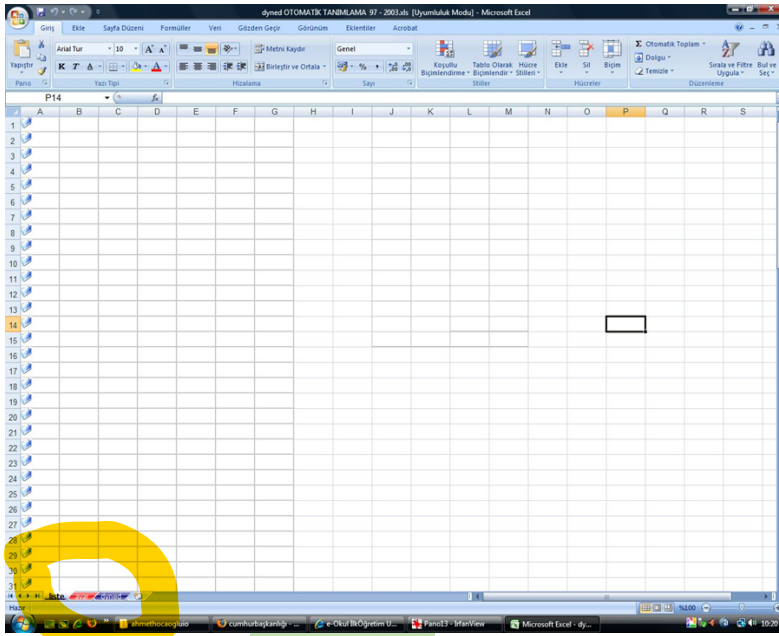 dyned OTOMATİK TANIMLAMA 97 - 2003.xls [Uyumluluk Modu] - Microsoft Excel
Giriş Ekle Sayfa Düzeni Formüller Veri Gözden Geçir Görünüm Eklentiler Acrobat
Arial Tur 10 A A Metni Kaydır Genel Σ Otomatik Toplam
Yapıştır Koşullu Tablo Olarak Hücre Ekle Sil Biçim Dolgu Sırala ve Filtre Bul ve
K T A A Birleştir ve Ortala % Biçimlendirme Biçimlendir Stilleri Temizle Uygula Seç
Pano Yazı Tipi Hizalama Sayı Stiller Hücreler Düzenleme
P14 fx
A B C D E F G H I J K L M N O P Q R S
1
2
3
4
5
6
7
8
9
10
11
12
13
14
15
16
17
18
19
20
21
22
23
24
25
26
27
28
29
30
31
liste dyned
Hazır %100
ahmethocaogluio cumhurbaşkanlığı - ... e-Okul İlkÖğretim U... Pano13 - IrfanView Microsoft Excel - dy... 10:20